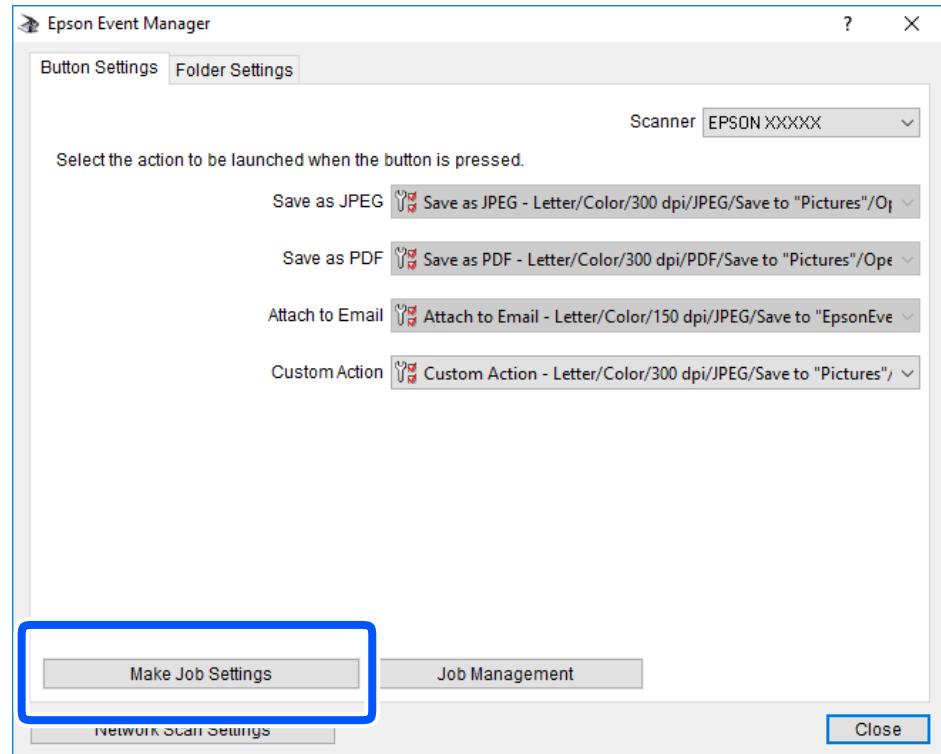 Epson Event Manager ?
Button Settings Folder Settings
Scanner EPSON XXXXX
Select the action to be launched when the button is pressed.
Save as JPEG Save as JPEG - Letter/Color/300 dpi/JPEG/Save to "Pictures"/Op
Save as PDF Save as PDF - Letter/Color/300 dpi/PDF/Save to "Pictures"/Ope
Attach to Email Attach to Email - Letter/Color/150 dpi/JPEG/Save to "EpsonEve
Custom Action Custom Action - Letter/Color/300 dpi/JPEG/Save to "Pictures"/
Make Job Settings Job Management
Network Scan Settings Close